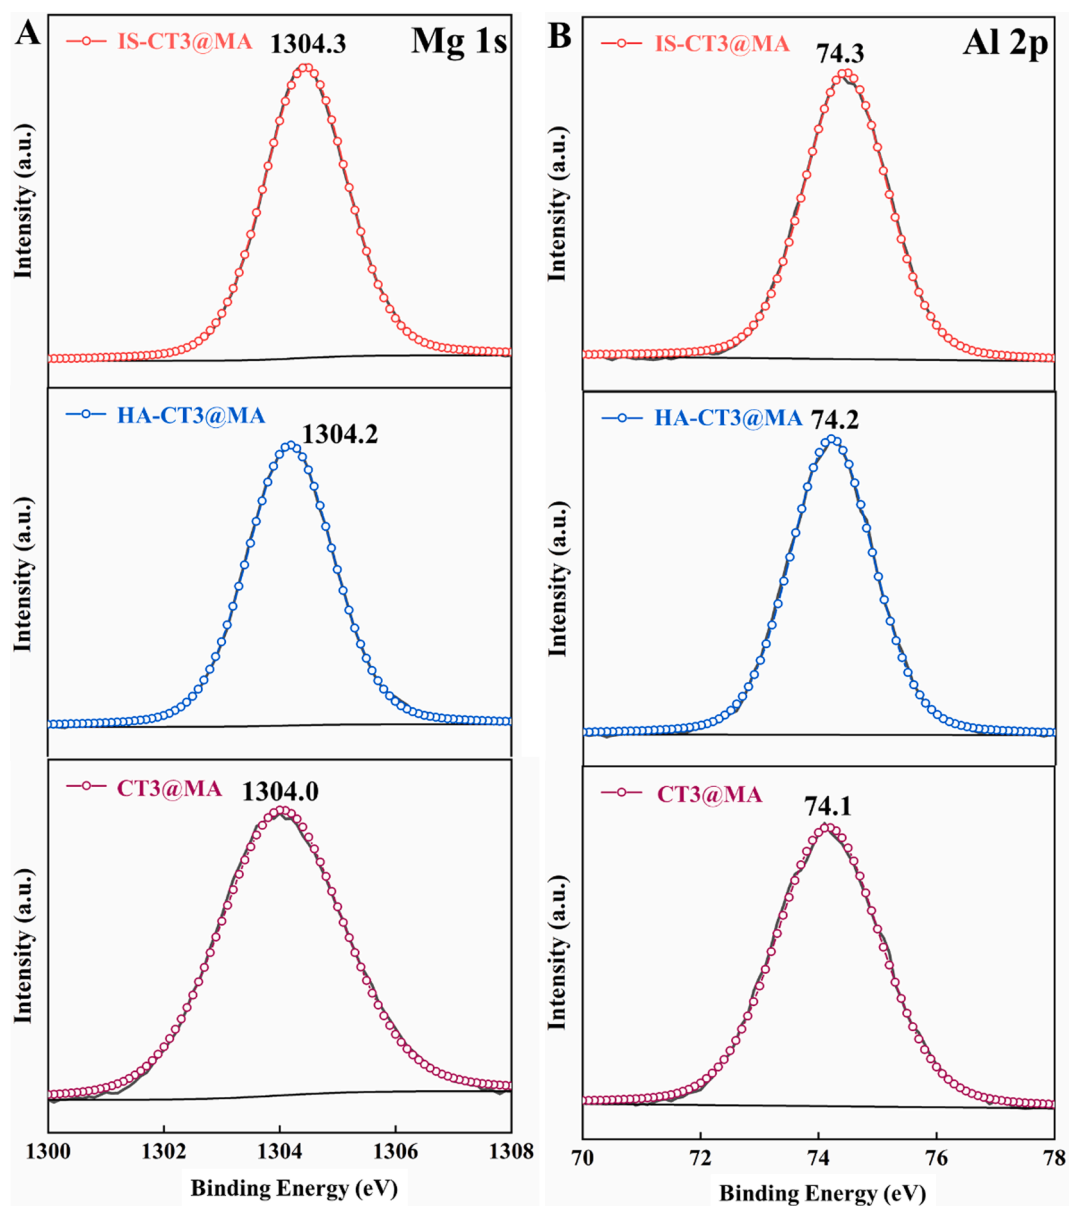 A
IS-CT3@MA
1304.3
Mg 1s
Intensity (a.u.)
HA-CT3@MA
1304.2
Intensity (a.u.)
CT3@MA
1304.0
Intensity (a.u.)
1300 1302 1304 1306 1308
Binding Energy (eV)
B
IS-CT3@MA
74.3
Al 2p
Intensity (a.u.)
HA-CT3@MA
74.2
Intensity (a.u.)
CT3@MA
74.1
Intensity (a.u.)
70 72 74 76 78
Binding Energy (eV)